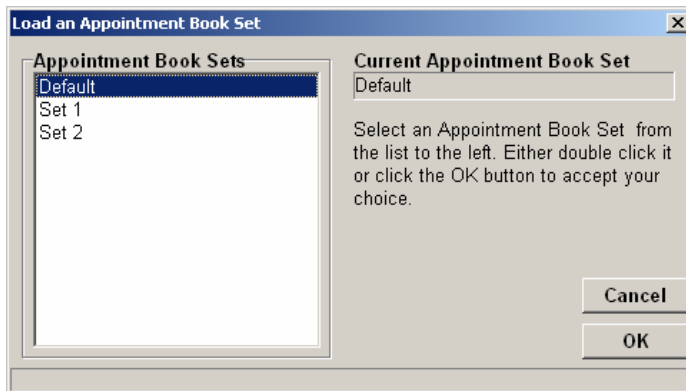 Load an Appointment Book Set
Appointment Book Sets
Default
Set 1
Set 2
Current Appointment Book Set
Default
Select an Appointment Book Set from
the list to the left. Either double click it
or click the OK button to accept your
choice.
Cancel
OK